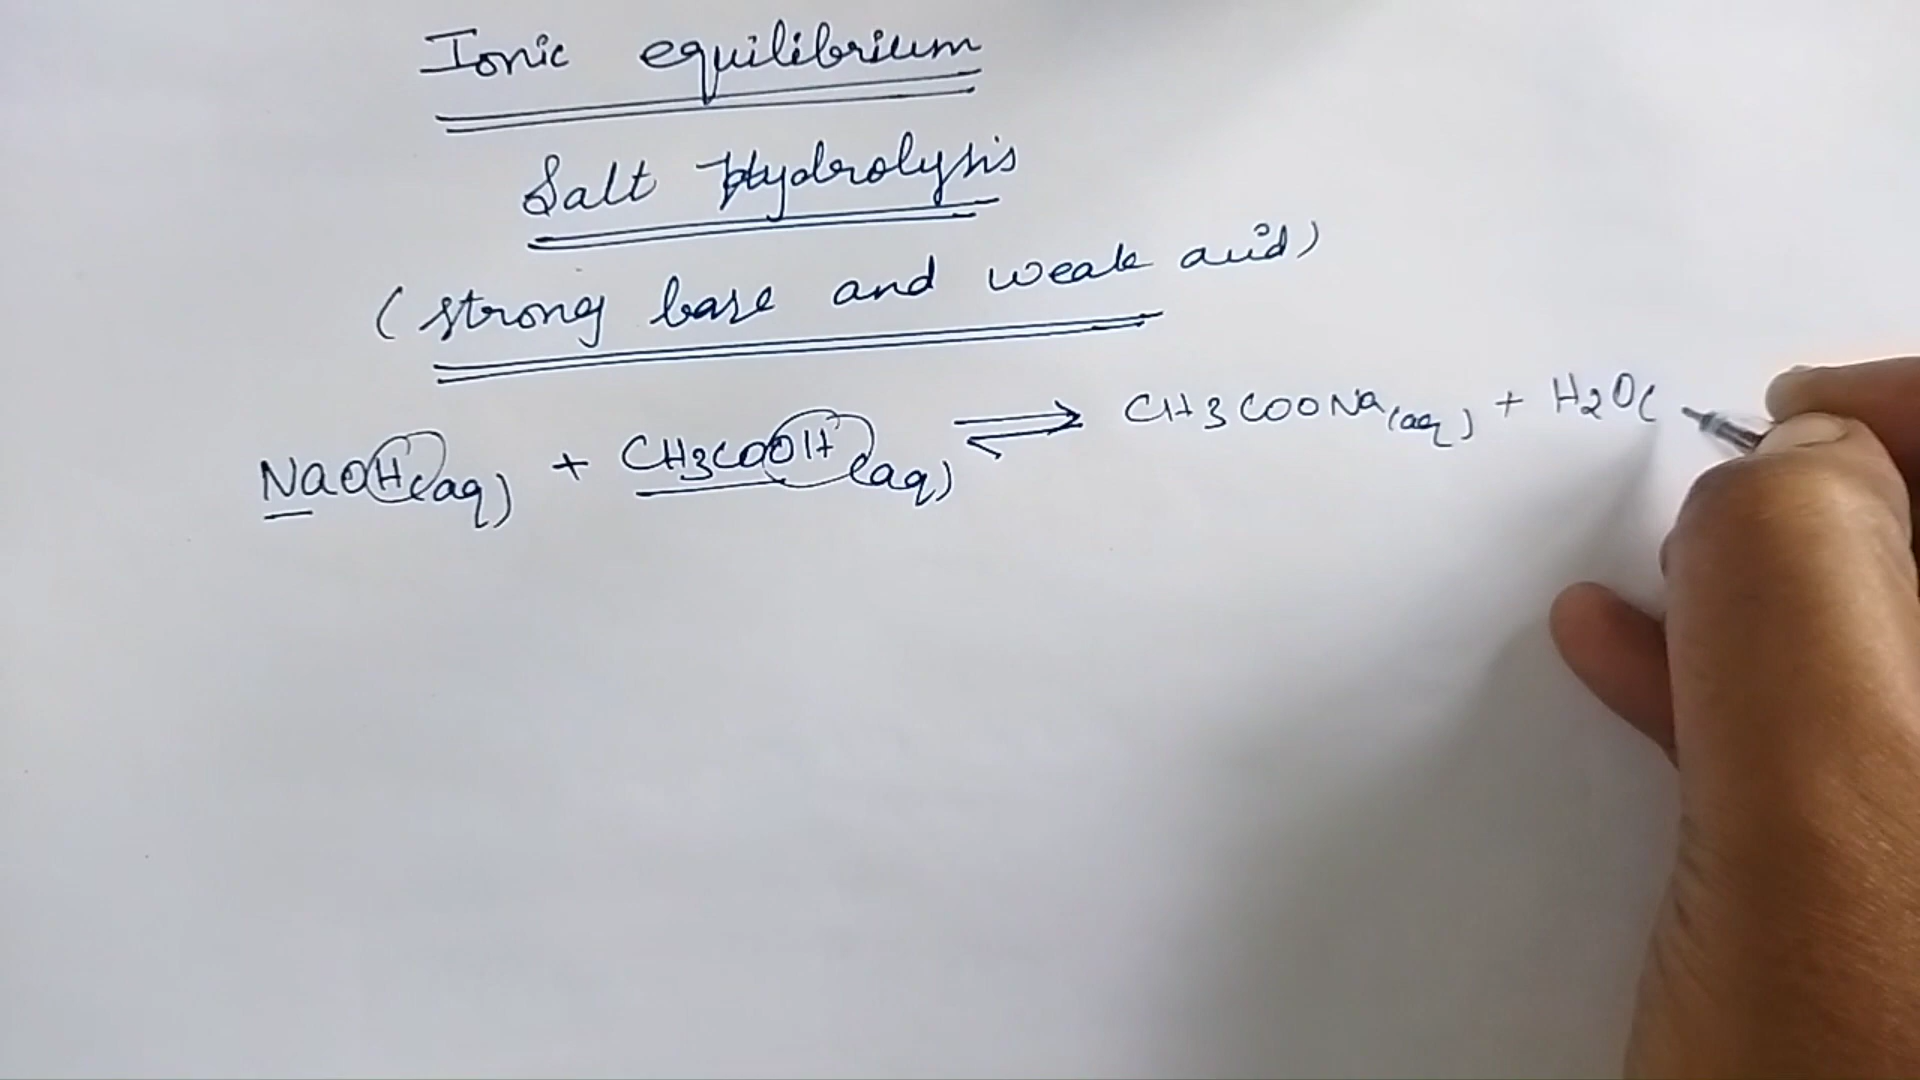 Ionic equilibrium
Salt Hydrolysis
(strong base and weak acid)
NaOH(aq) + CH3COOH(aq) ⇌ CH3COONa(aq) + H2O(